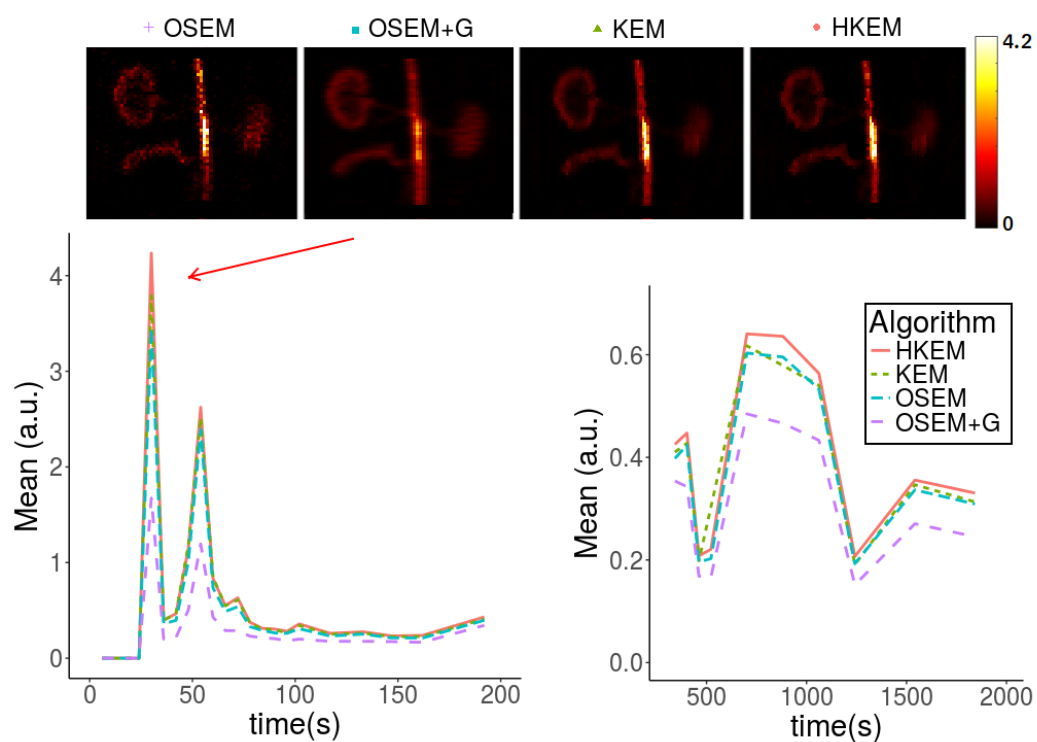 OSEM OSEM+G KEM HKEM
4.2
0
4
3
2
1
0
Mean (a.u.)
0 50 100 150 200
time(s)
0.6
0.4
0.2
0.0
Mean (a.u.)
500 1000 1500 2000
time(s)
Algorithm
HKEM
KEM
OSEM
OSEM+G